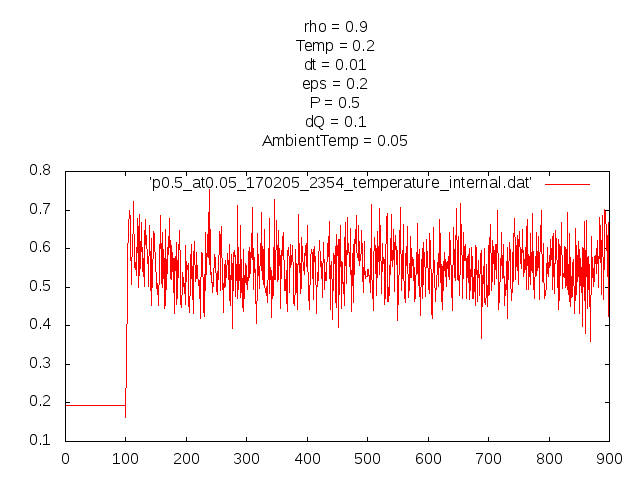 rho = 0.9
Temp = 0.2
dt = 0.01
eps = 0.2
P = 0.5
dQ = 0.1
AmbientTemp = 0.05
0.8
'p0.5_at0.05_170205_2354_temperature_internal.dat'
0.7
0.6
0.5
0.4
0.3
0.2
0.1
0 100 200 300 400 500 600 700 800 900